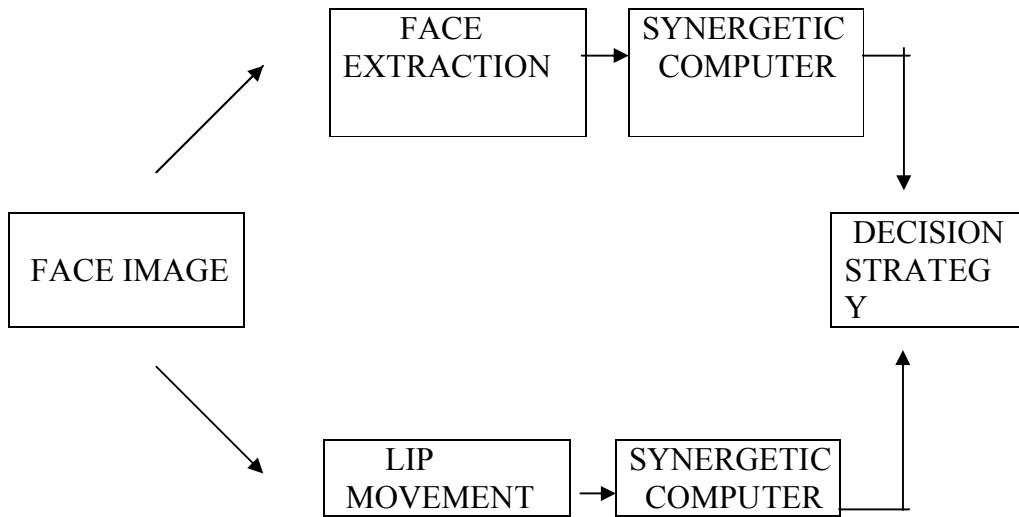 FACE
EXTRACTION
SYNERGETIC
COMPUTER
FACE IMAGE
DECISION
STRATEG
Y
LIP
MOVEMENT
SYNERGETIC
COMPUTER